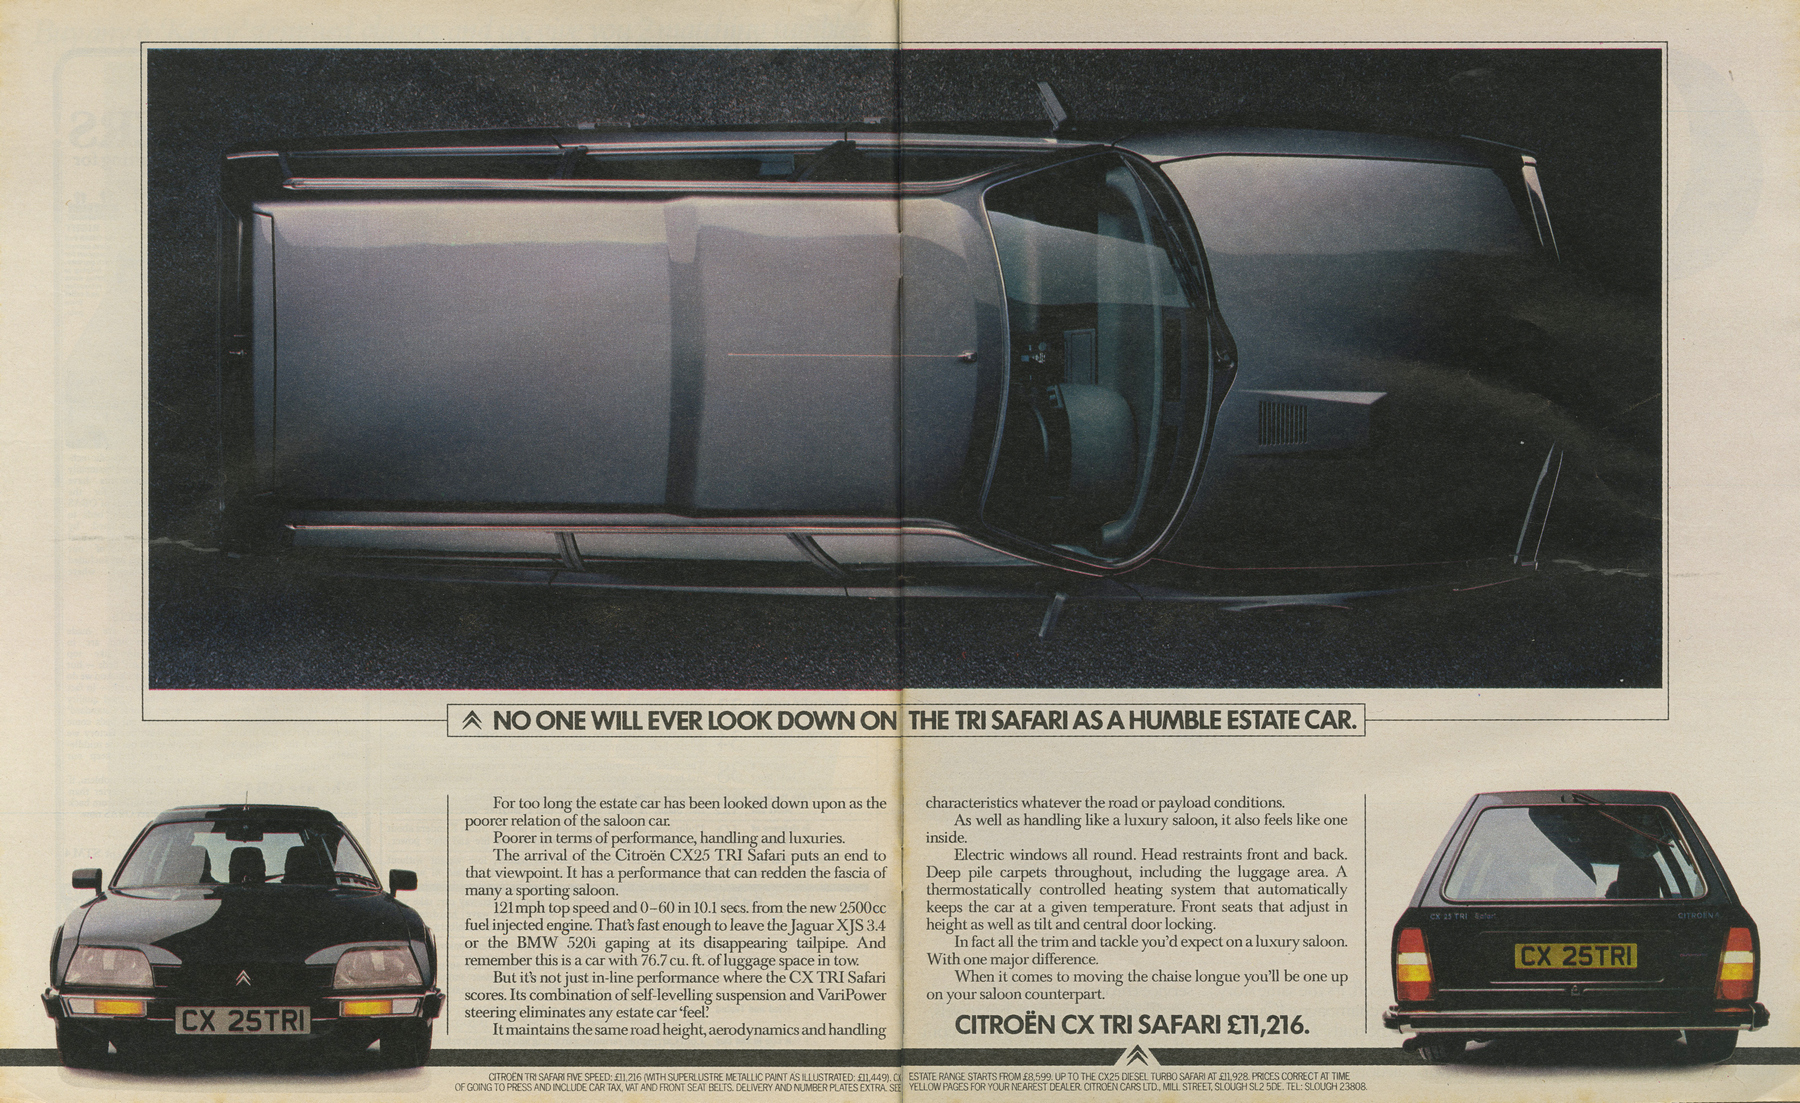 NO ONE WILL EVER LOOK DOWN ON THE TRI SAFARI AS A HUMBLE ESTATE CAR.
For too long the estate car has been looked down upon as the
poorer relation of the saloon car.
Poorer in terms of performance, handling and luxuries.
The arrival of the Citroën CX25 TRI Safari puts an end to
that viewpoint. It has a performance that can redden the fascia of
many a sporting saloon.
121mph top speed and 0–60 in 10.1 secs. from the new 2500cc
fuel injected engine. That's fast enough to leave the Jaguar XJS 3.4
or the BMW 520i gaping at its disappearing tailpipe. And
remember this is a car with 76.7 cu. ft. of luggage space in tow.
But it's not just in-line performance where the CX TRI Safari
scores. Its combination of self-levelling suspension and VariPower
steering eliminates any estate car 'feel.'
It maintains the same road height, aerodynamics and handling
characteristics whatever the road or payload conditions.
As well as handling like a luxury saloon, it also feels like one
inside.
Electric windows all round. Head restraints front and back.
Deep pile carpets throughout, including the luggage area. A
thermostatically controlled heating system that automatically
keeps the car at a given temperature. Front seats that adjust in
height as well as tilt and central door locking.
In fact all the trim and tackle you'd expect on a luxury saloon.
With one major difference.
When it comes to moving the chaise longue you'll be one up
on your saloon counterpart.
CITROËN CX TRI SAFARI £11,216.
CX 25TRI
CX 25 TRI Safari
CITROËN
CX 25TRI
CITROËN TRI SAFARI FIVE SPEED: £11,216 (WITH SUPERLUSTRE METALLIC PAINT AS ILLUSTRATED: £11,449). ESTATE RANGE STARTS FROM £8,599. UP TO THE CX25 DIESEL TURBO SAFARI AT £11,928. PRICES CORRECT AT TIME
OF GOING TO PRESS AND INCLUDE CAR TAX, VAT AND FRONT SEAT BELTS. DELIVERY AND NUMBER PLATES EXTRA. SEE YELLOW PAGES FOR YOUR NEAREST DEALER. CITROËN CARS LTD., MILL STREET, SLOUGH SL2 5DE. TEL: SLOUGH 23808.